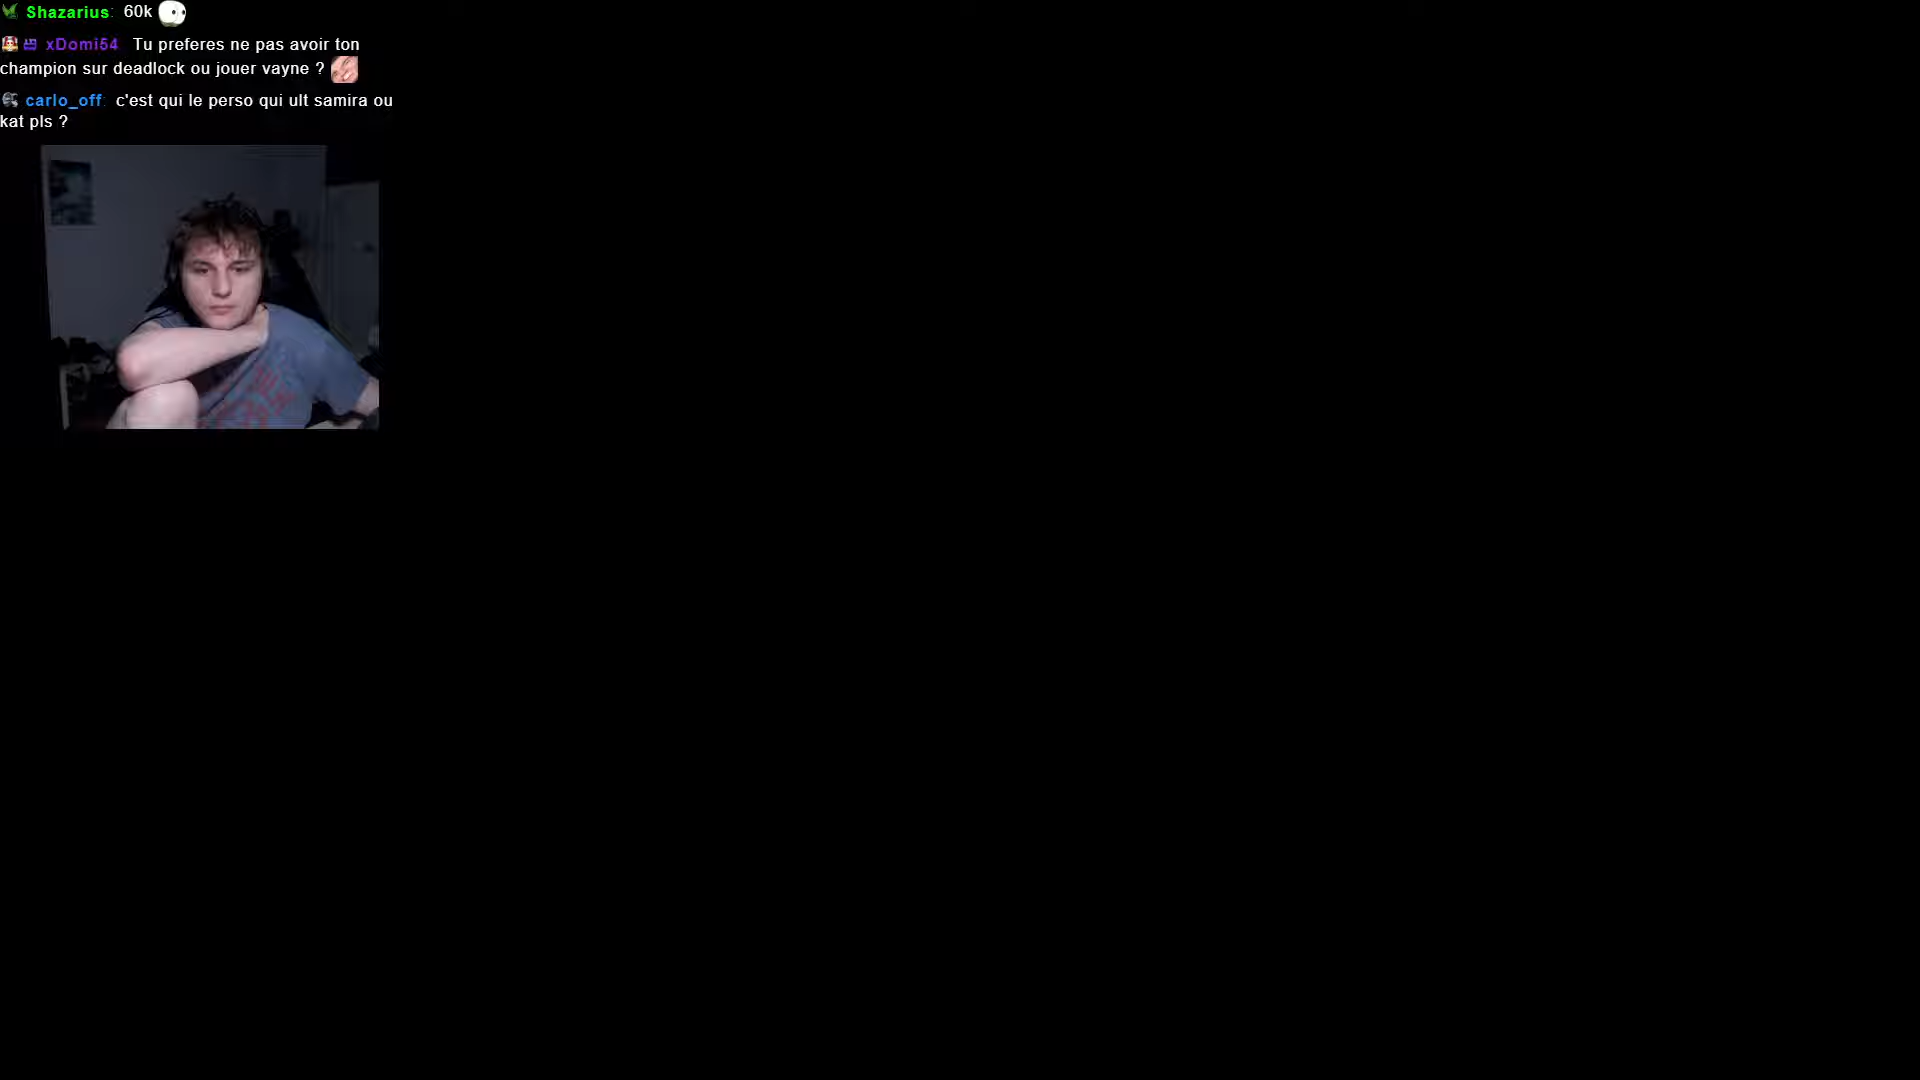 Shazarius: 60k
xDomi54 Tu preferes ne pas avoir ton
champion sur deadlock ou jouer vayne ?
carlo_off: c'est qui le perso qui ult samira ou
kat pls ?